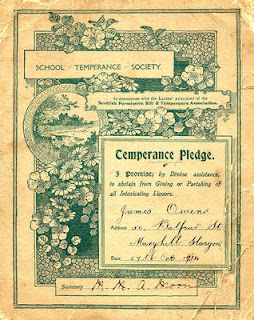 SCHOOL · TEMPERANCE · SOCIETY.
In connection with the Ladies' Auxiliary of the
Scottish Permissive Bill & Temperance Association.
Temperance Pledge.
I Promise, by Divine assistance,
to abstain from Giving or Partaking of
all Intoxicating Liquors.
James Owens
Address Balfour St
Maryhill Glasgow
Date
Secretary